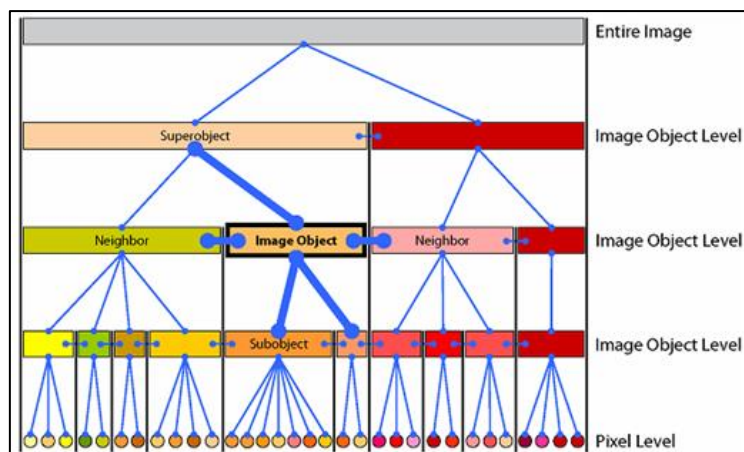 Entire Image
Superobject
Image Object Level
Neighbor
Image Object
Neighbor
Image Object Level
Subobject
Image Object Level
Pixel Level